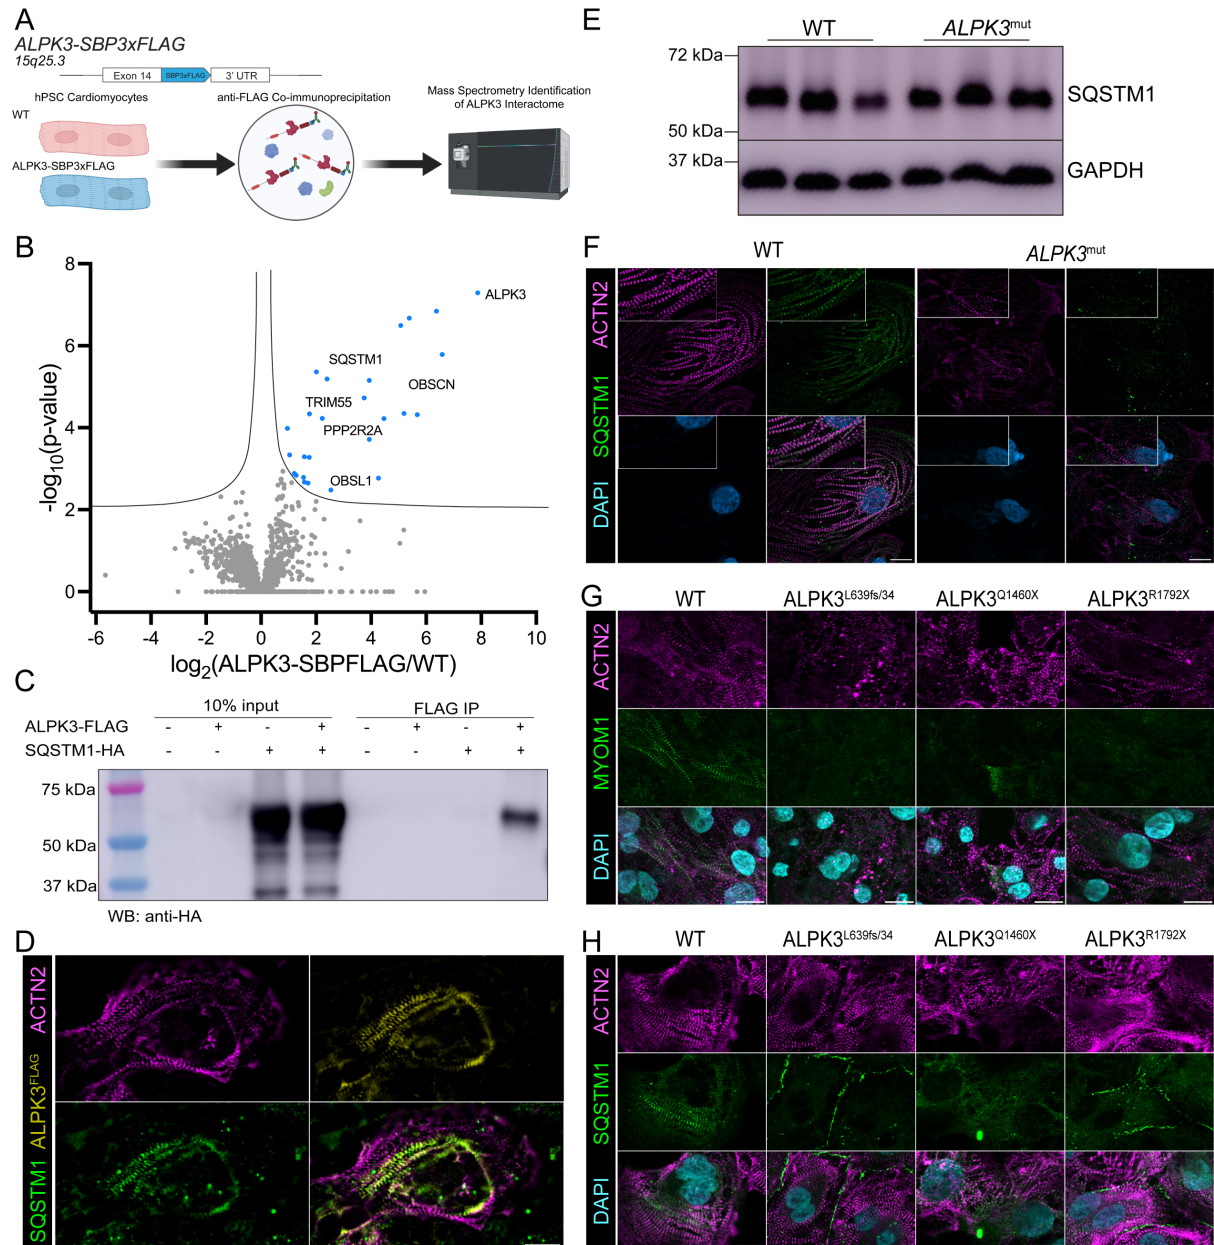 A
ALPK3-SBP3xFLAG
15q25.3
Exon 14
SBP3xFLAG
3' UTR
hPSC Cardiomyocytes
anti-FLAG Co-immunoprecipitation
Mass Spectrometry Identification
of ALPK3 Interactome
WT
ALPK3-SBP3xFLAG
B
8
6
4
2
0
-log10(p-value)
-6
-4
-2
0
2
4
6
8
10
log2(ALPK3-SBPFLAG/WT)
ALPK3
SQSTM1
OBSCN
TRIM55
PPP2R2A
OBSL1
C
10% input
FLAG IP
ALPK3-FLAG
- + - + - + - +
SQSTM1-HA
- - + + - - + +
75 kDa
50 kDa
37 kDa
WB: anti-HA
D
ACTN2
ALPK3FLAG
SQSTM1
E
WT
ALPK3mut
72 kDa
50 kDa
37 kDa
SQSTM1
GAPDH
F
WT
ALPK3mut
ACTN2
SQSTM1
DAPI
G
WT
ALPK3L639fs/34
ALPK3Q1460X
ALPK3R1792X
ACTN2
MYOM1
DAPI
H
WT
ALPK3L639fs/34
ALPK3Q1460X
ALPK3R1792X
ACTN2
SQSTM1
DAPI